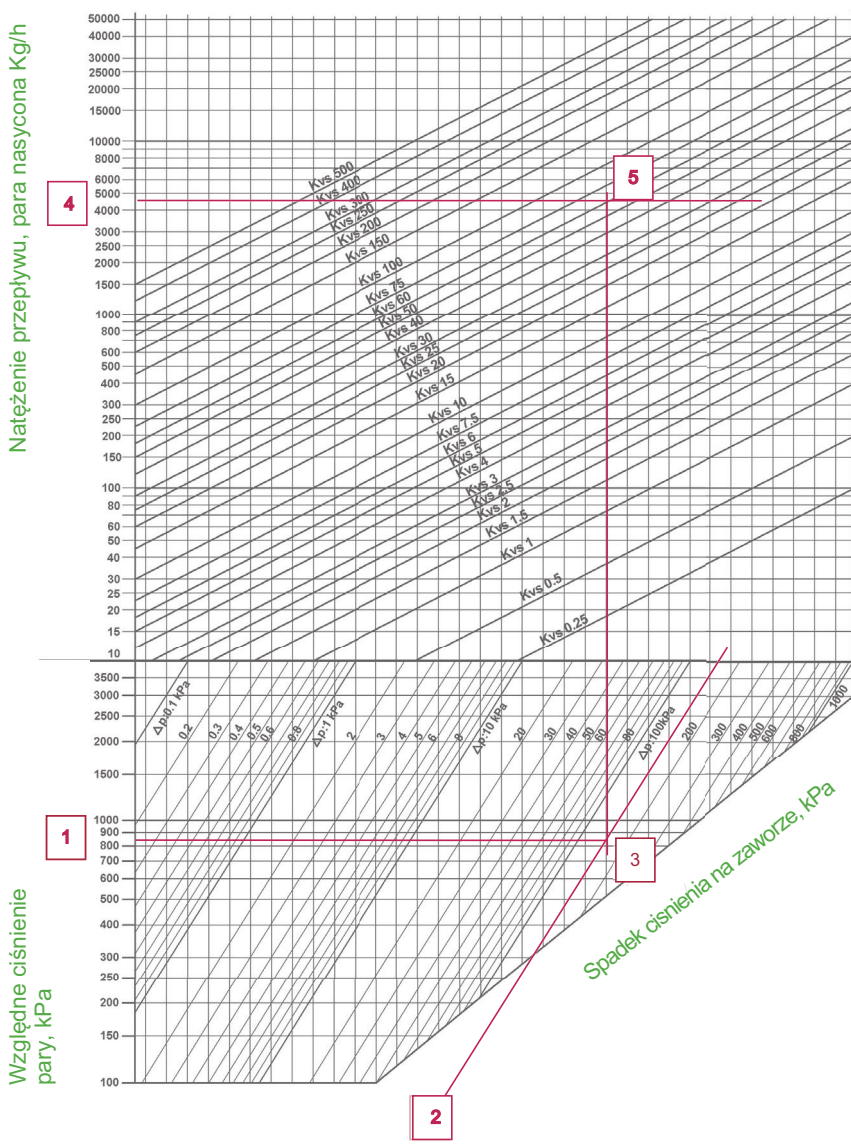 Natężenie przepływu, para nasycona Kg/h
50000
40000
30000
25000
20000
15000
10000
8000
6000
5000
4000
3000
2500
2000
1500
1000
800
600
500
400
300
250
200
150
100
80
60
50
40
30
25
20
15
10
4
5
Kvs 500
Kvs 400
Kvs 300
Kvs 250
Kvs 200
Kvs 150
Kvs 100
Kvs 75
Kvs 60
Kvs 50
Kvs 40
Kvs 30
Kvs 25
Kvs 20
Kvs 15
Kvs 10
Kvs 7.5
Kvs 6
Kvs 5
Kvs 4
Kvs 3
Kvs 2.5
Kvs 2
Kvs 1.5
Kvs 1
Kvs 0.5
Kvs 0.25
Względne ciśnienie
pary, kPa
3500
3000
2500
2000
1500
1000
900
800
700
600
500
400
300
250
200
150
100
Δp:0.1 kPa
0.2
0.3
0.4
0.5
0.6
0.8
Δp:1 kPa
2
3
4
5
6
8
Δp:10 kPa
20
30
40
50
60
80
Δp:100kPa
200
300
400
500
600
800
1000
1
3
Spadek cisnienia na zaworze, kPa
2